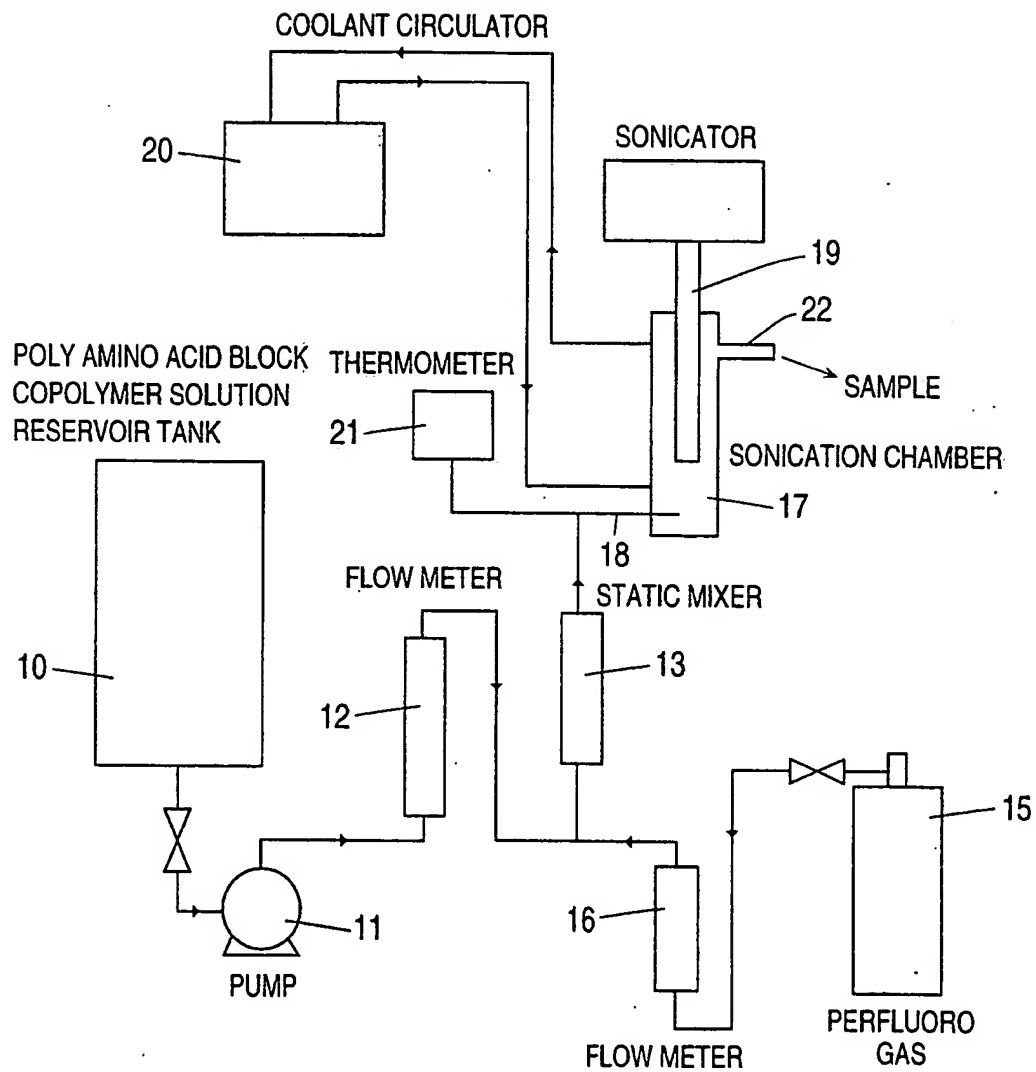 COOLANT CIRCULATOR
20
SONICATOR
19
22
POLY AMINO ACID BLOCK
COPOLYMER SOLUTION
RESERVOIR TANK
THERMOMETER
21
SAMPLE
SONICATION CHAMBER
17
18
FLOW METER
STATIC MIXER
10
12
13
15
16
11
PUMP
FLOW METER
PERFLUORO
GAS